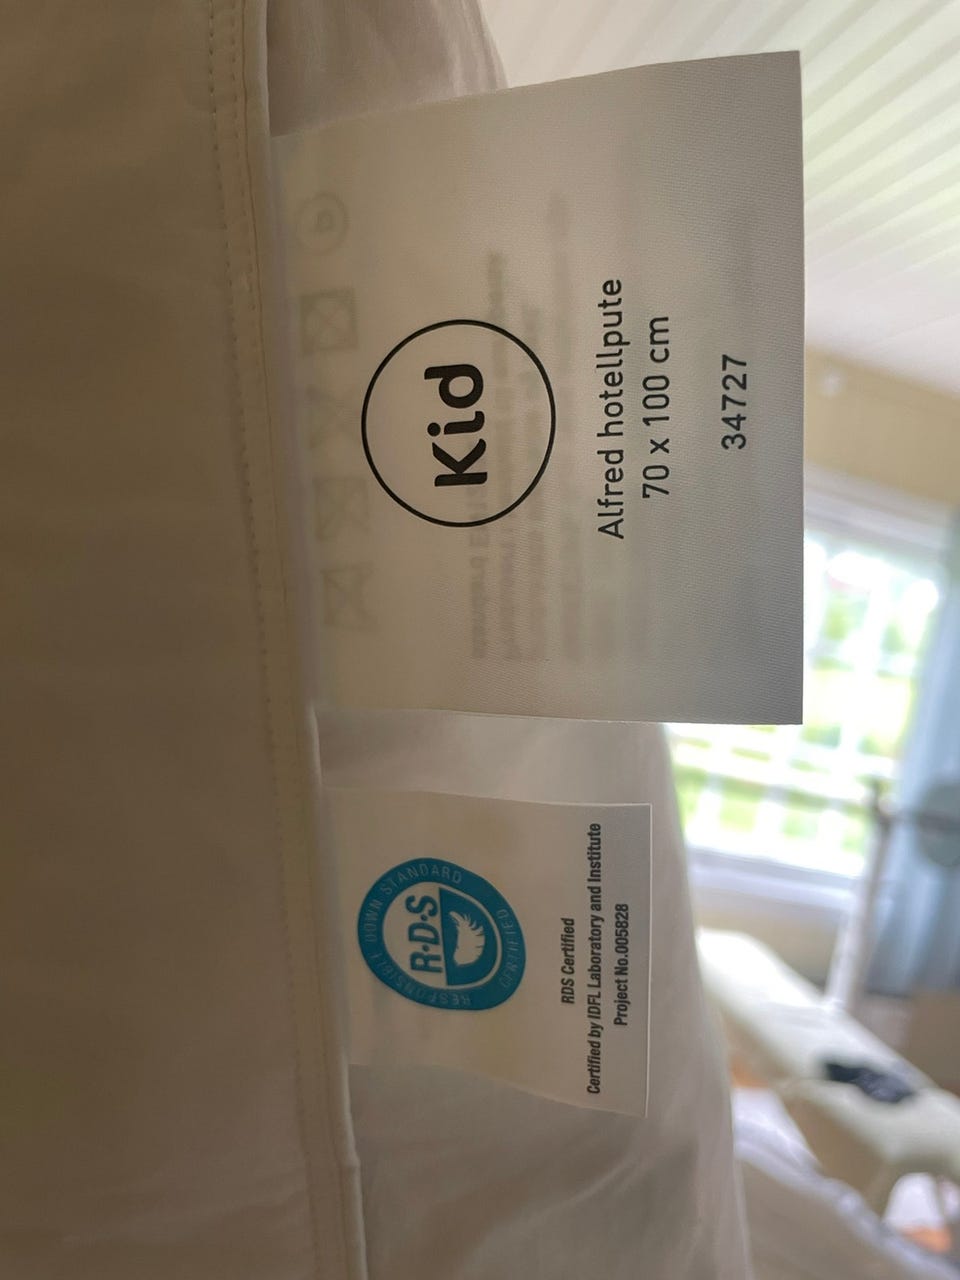 Kid
Alfred hotellpute
70 x 100 cm
34727
RESPONSIBLE DOWN STANDARD
R·D·S
CERTIFIED
RDS Certified
Certified by IDFL Laboratory and Institute
Project No.005828